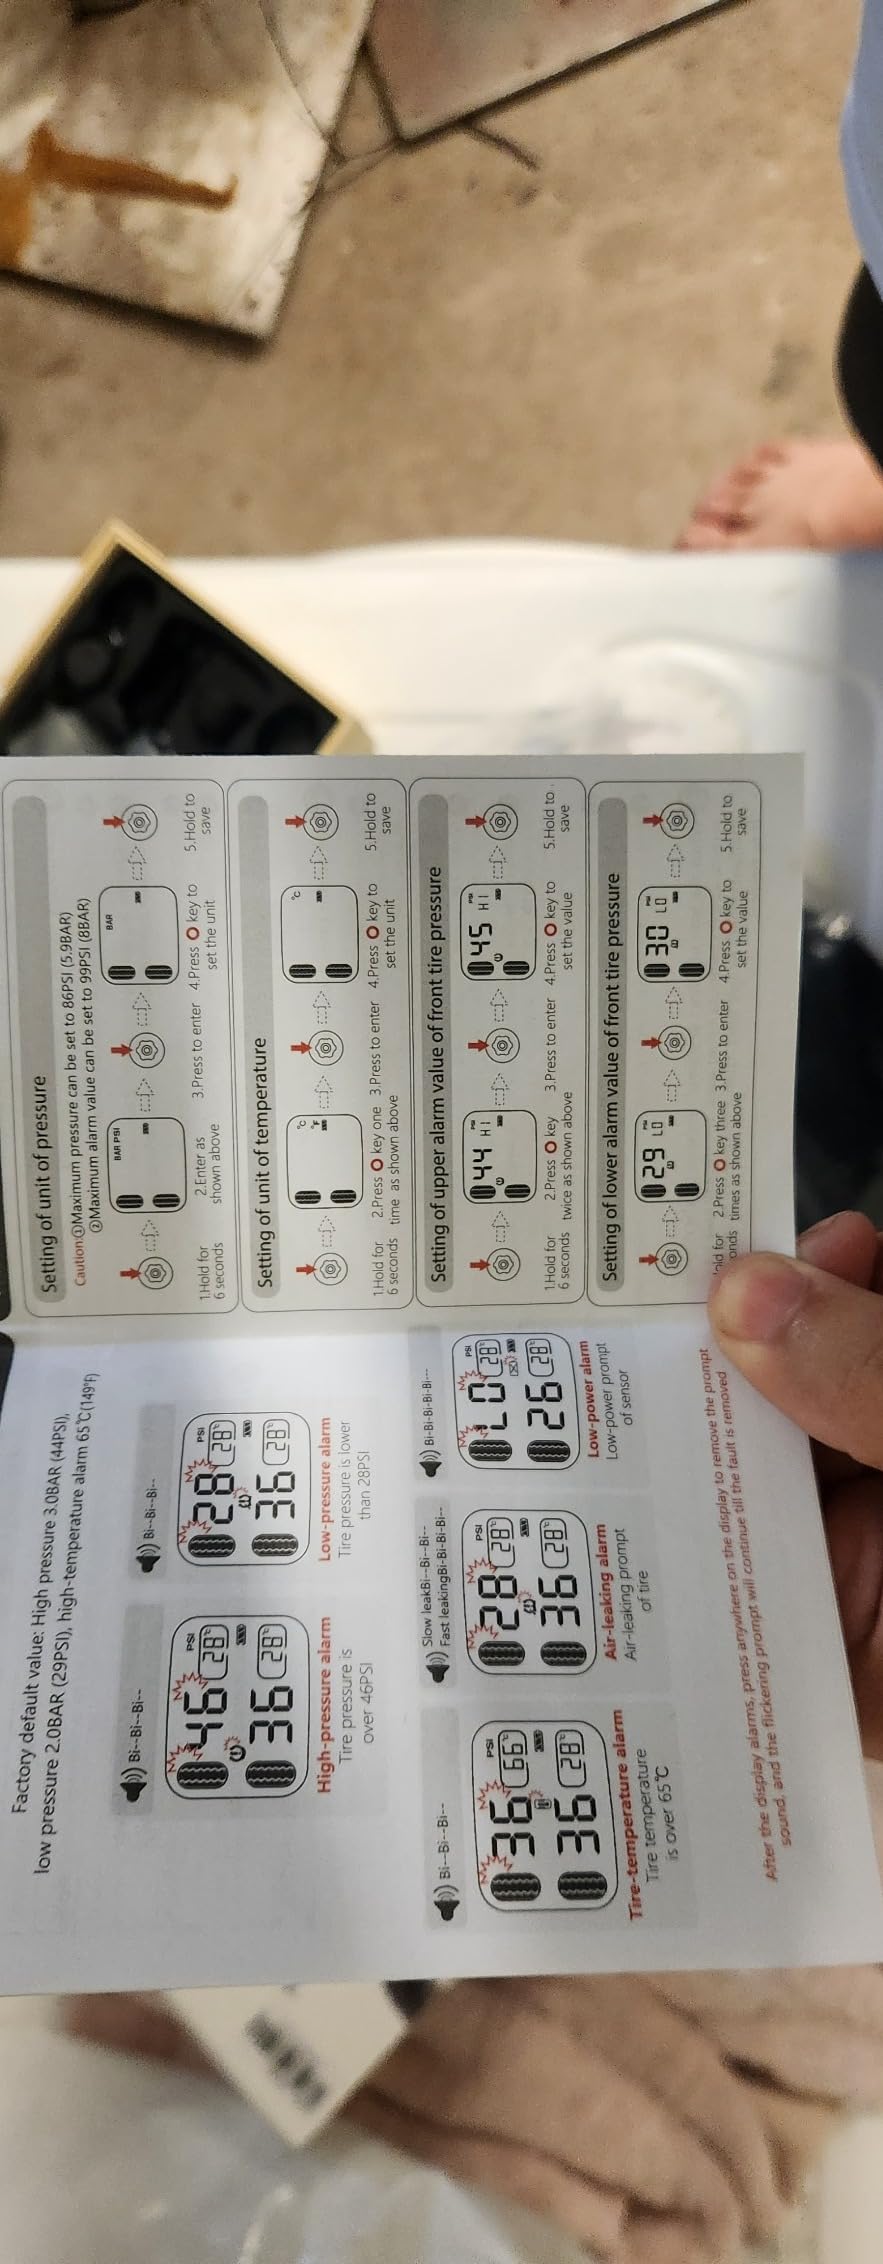 Factory default value: High pressure 3.0BAR (44PSI),
low pressure 2.0BAR (29PSI), high-temperature alarm 65℃(149℉)
Bi--Bi--Bi--
PSI
46 28℃
36 28℃
High-pressure alarm
Tire pressure is
over 46PSI
Bi--Bi--Bi--
PSI
28 28℃
36 28℃
Low-pressure alarm
Tire pressure is lower
than 28PSI
Bi--Bi--Bi--
PSI
36 66℃
36 28℃
Tire-temperature alarm
Tire temperature
is over 65℃
Slow leakBi--Bi--Bi--
Fast leakingBi-Bi-Bi-Bi--
PSI
28 28℃
36 28℃
Air-leaking alarm
Air-leaking prompt
of tire
Bi-Bi-Bi-Bi-Bi---
PSI
LO 28℃
26 28℃
Low-power alarm
Low-power prompt
of sensor
After the display alarms, press anywhere on the display to remove the prompt
sound, and the flickering prompt will continue till the fault is removed
Setting of unit of pressure
Caution:①Maximum pressure can be set to 86PSI (5.9BAR)
②Maximum alarm value can be set to 99PSI (8BAR)
BAR PSI
BAR
1.Hold for
6 seconds
2.Enter as
shown above
3.Press to enter
4.Press O key to
set the unit
5.Hold to
save
Setting of unit of temperature
℃
℉
℃
1.Hold for
6 seconds
2.Press O key one
time as shown above
3.Press to enter
4.Press O key to
set the unit
5.Hold to
save
Setting of upper alarm value of front tire pressure
PSI
44 HI
PSI
45 HI
1.Hold for
6 seconds
2.Press O key
twice as shown above
3.Press to enter
4.Press O key to
set the value
5.Hold to
save
Setting of lower alarm value of front tire pressure
PSI
29 LO
PSI
30 LO
for
2.Press O key three
times as shown above
3.Press to enter
4.Press O key to
set the value
5.Hold to
save